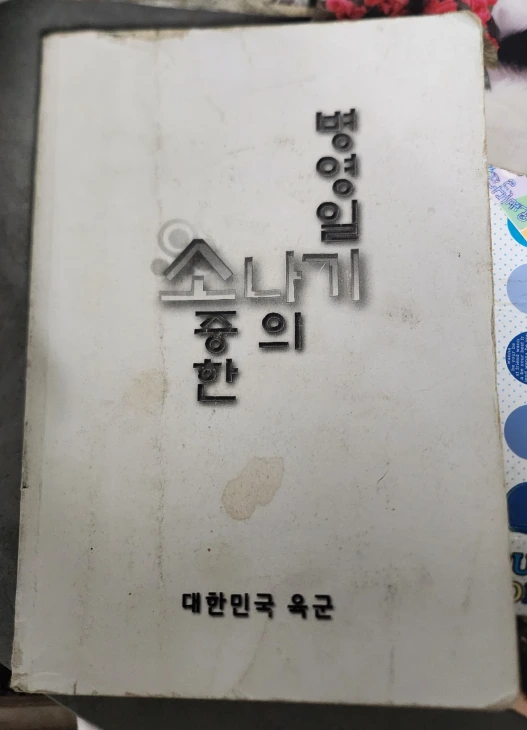 병영일기
소중한
나의
대한민국 육군